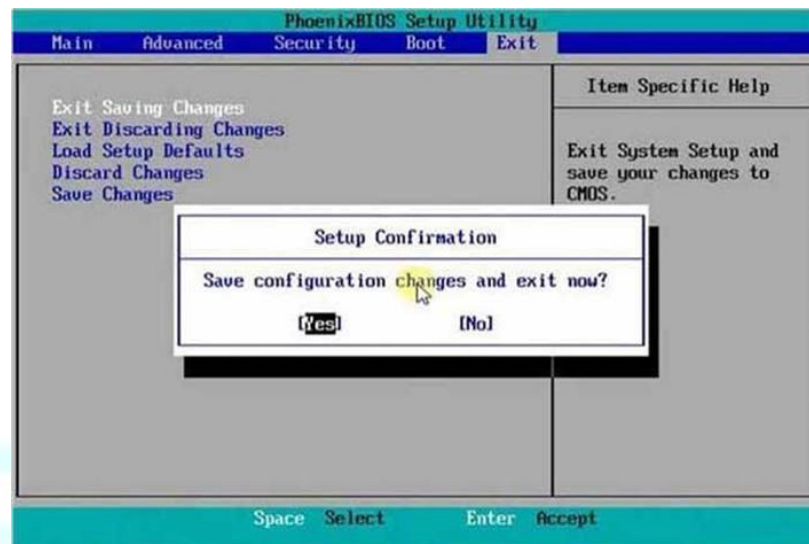 PhoenixBIOS Setup Utility
Main Advanced Security Boot Exit
Exit Saving Changes
Exit Discarding Changes
Load Setup Defaults
Discard Changes
Save Changes
Item Specific Help
Exit System Setup and
save your changes to
CMOS.
Setup Confirmation
Save configuration changes and exit now?
[Yes] [No]
Space Select Enter Accept